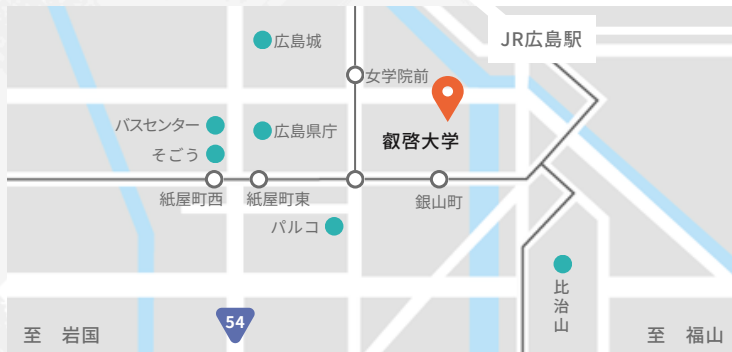 JR広島駅
広島城
女学院前
バスセンター
広島県庁
叡啓大学
そごう
紙屋町西
紙屋町東
銀山町
パルコ
比治山
54
至 岩国
至 福山